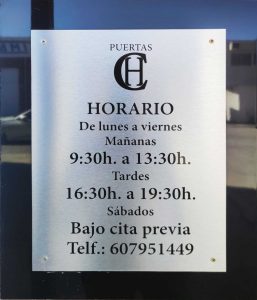 PUERTAS
CH
HORARIO
De lunes a viernes
Mañanas
9:30h. a 13:30h.
Tardes
16:30h. a 19:30h.
Sábados
Bajo cita previa
Telf.: 607951449